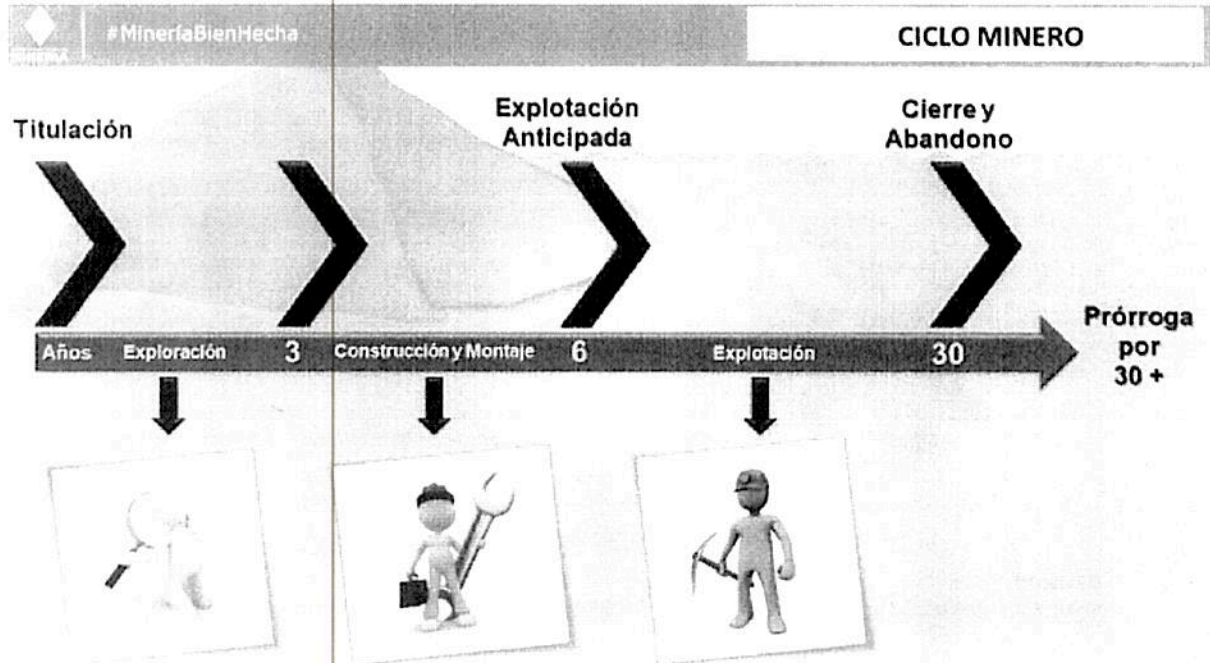 #MineríaBienHecha
CICLO MINERO
Titulación
Explotación
Anticipada
Cierre y
Abandono
Años
Exploración
3
Construcción y Montaje
6
Explotación
30
Prórroga
por
30 +